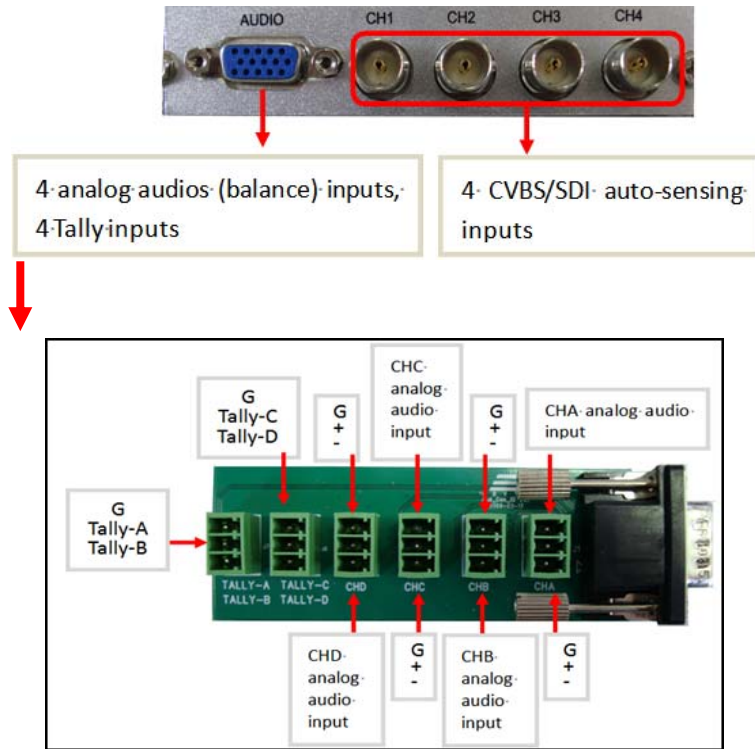 AUDIO CH1 CH2 CH3 CH4
4 analog audios (balance) inputs,
4 Tally inputs
4 CVBS/SDI auto-sensing
inputs
G
Tally-C
Tally-D
G
+
-
CHC
analog
audio
input
G
+
-
CHA analog audio
input
G
Tally-A
Tally-B
TALLY-A TALLY-C CHD CHC CHB CHA
TALLY-B TALLY-D
CHD
analog
audio
input
G
+
-
CHB
analog
audio
input
G
+
-